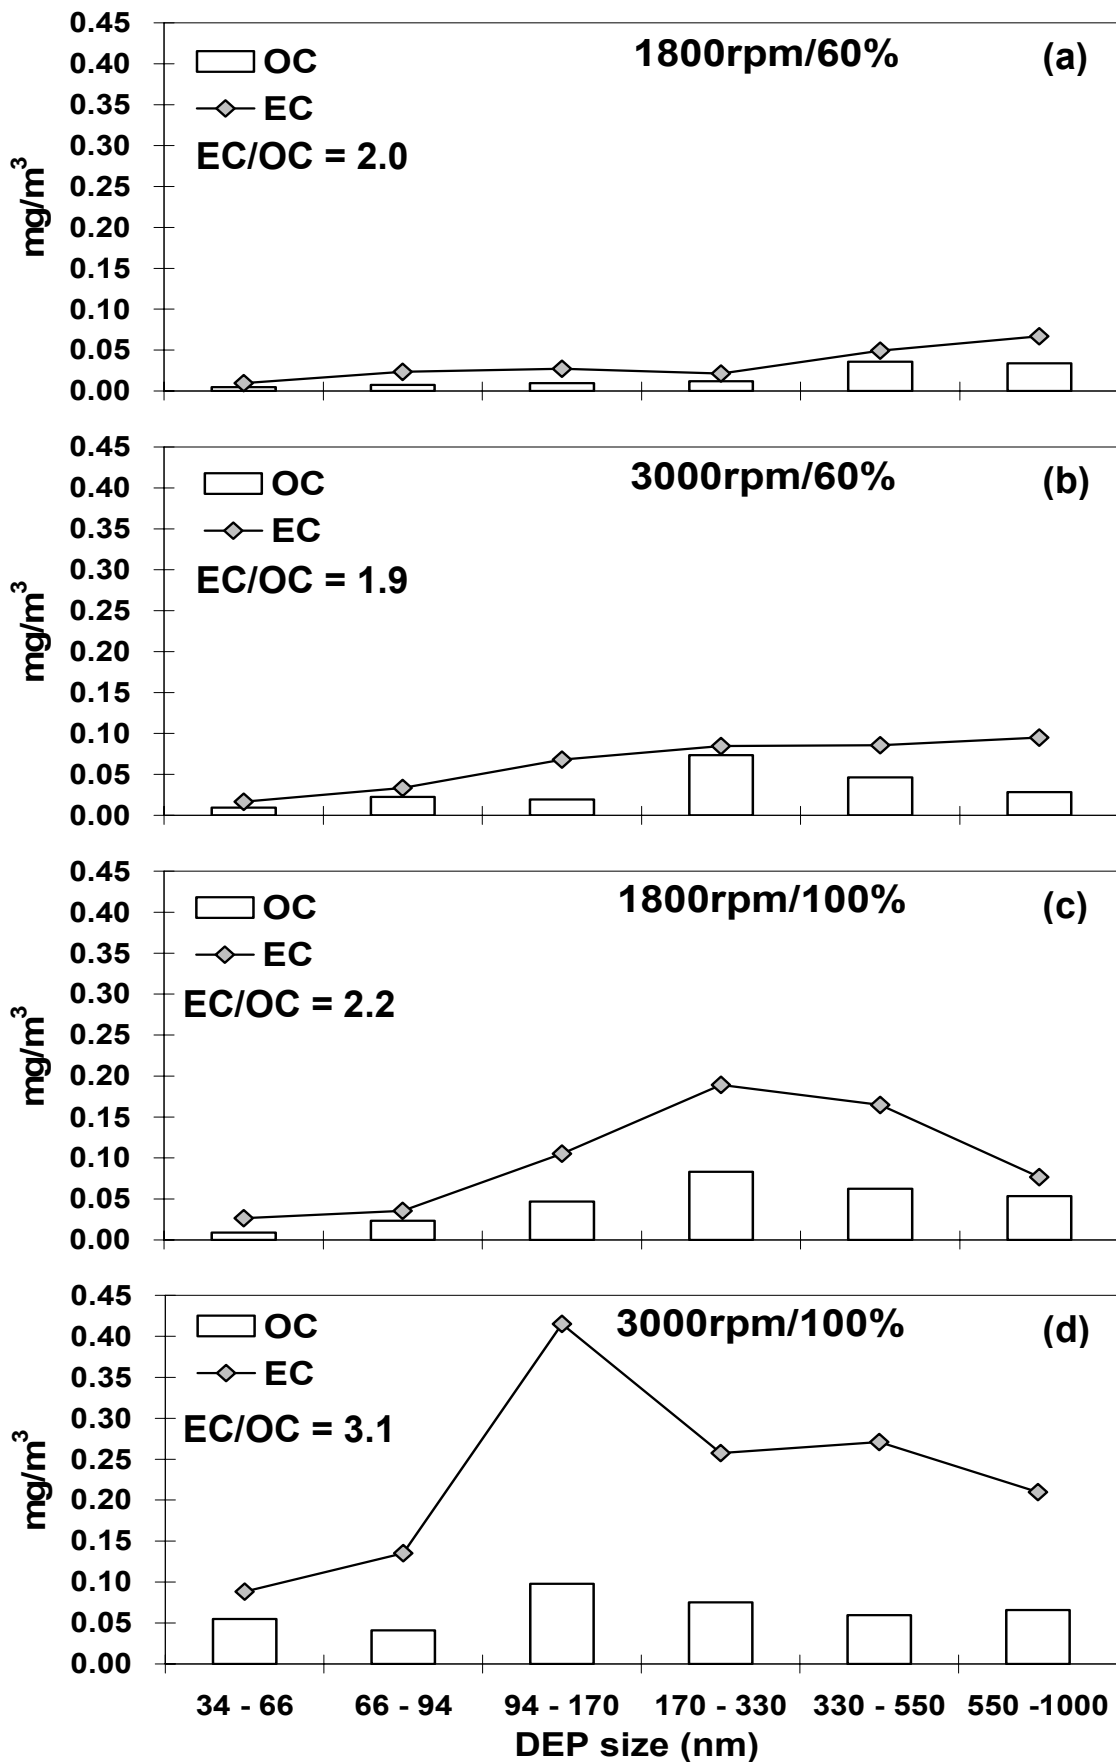 0.45
0.40
0.35
0.30
0.25
0.20
0.15
0.10
0.05
0.00
mg/m³
OC
EC
EC/OC = 2.0
1800rpm/60%
(a)
0.45
0.40
0.35
0.30
0.25
0.20
0.15
0.10
0.05
0.00
mg/m³
OC
EC
EC/OC = 1.9
3000rpm/60%
(b)
0.45
0.40
0.35
0.30
0.25
0.20
0.15
0.10
0.05
0.00
mg/m³
OC
EC
EC/OC = 2.2
1800rpm/100%
(c)
0.45
0.40
0.35
0.30
0.25
0.20
0.15
0.10
0.05
0.00
mg/m³
OC
EC
EC/OC = 3.1
3000rpm/100%
(d)
34 - 66 66 - 94 94 - 170 170 - 330 330 - 550 550 -1000
DEP size (nm)